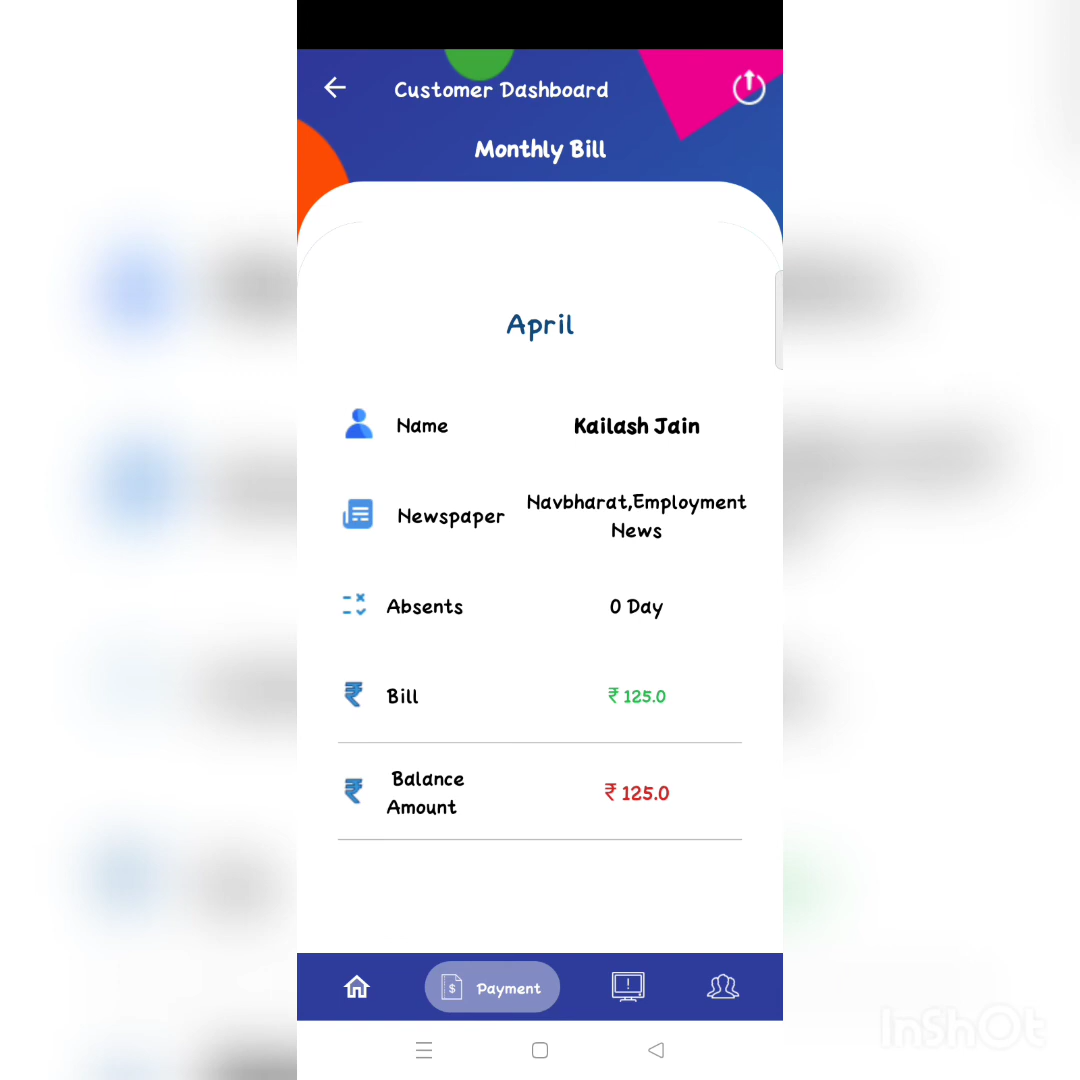 Customer Dashboard
Monthly Bill
April
Name
Kailash Jain
Newspaper
Navbharat,Employment
News
Absents
0 Day
Bill
₹ 125.0
Balance
Amount
₹ 125.0
$
Payment
!
InShOt